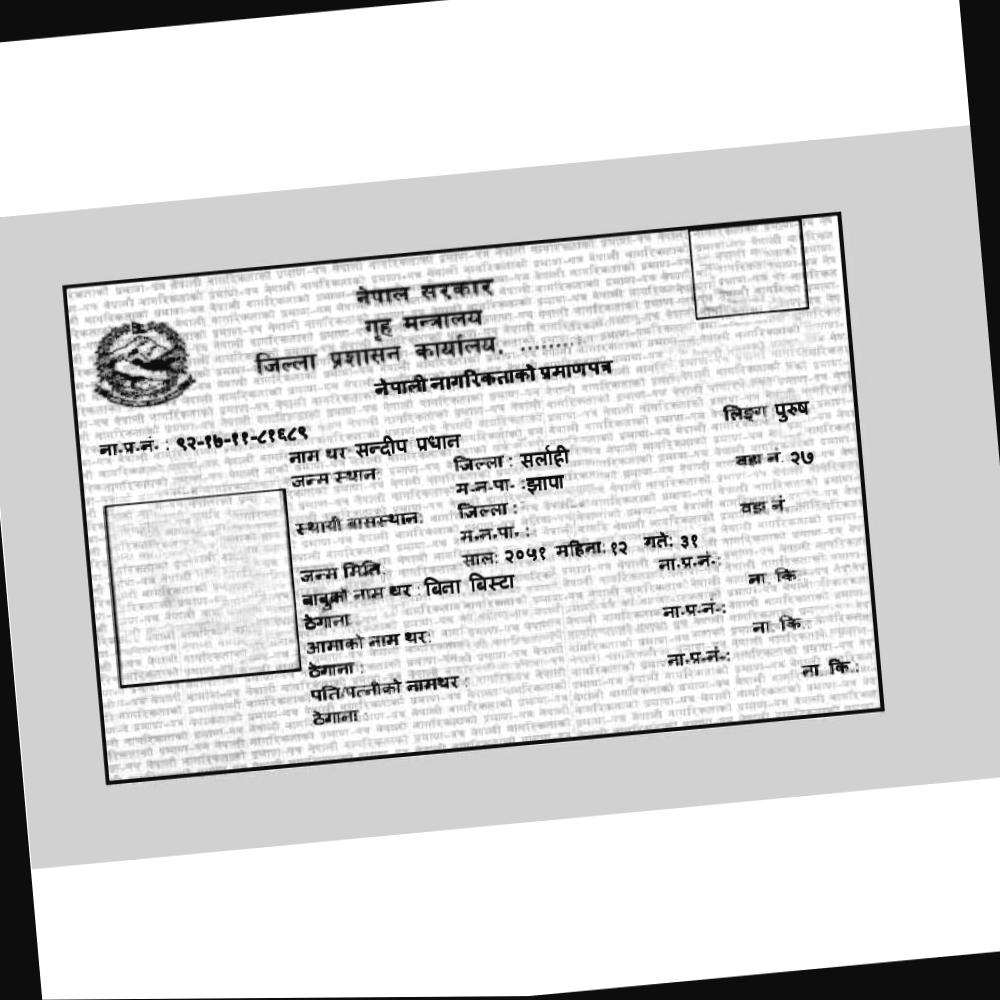 नेपाल सरकार
गृह मन्त्रालय
जिल्ला प्रशासन कार्यालय, ........
नेपाली नागरिकताको प्रमाणपत्र
लिङ्ग पुरुष
ना.प्र.नं. : ९२-१७-११-८१६८९
नाम थर सन्दीप प्रधान
जन्म स्थान: जिल्ला : सर्लाही वडा नं. २७
म.न.पा. :झापा
स्थायी बासस्थान: जिल्ला : वडा नं.
म.न.पा. :
जन्म मिति: साल: २०५१ महिना: १२ गते: ३१
बाबुको नाम थर : बिता बिस्टा ना.प्र.नं.:
ठेगाना ना. कि.:
आमाको नाम थर: ना.प्र.नं.:
ठेगाना : ना. कि.:
पति/पत्नीको नामथर : ना.प्र.नं.:
ठेगाना : ना. कि.: